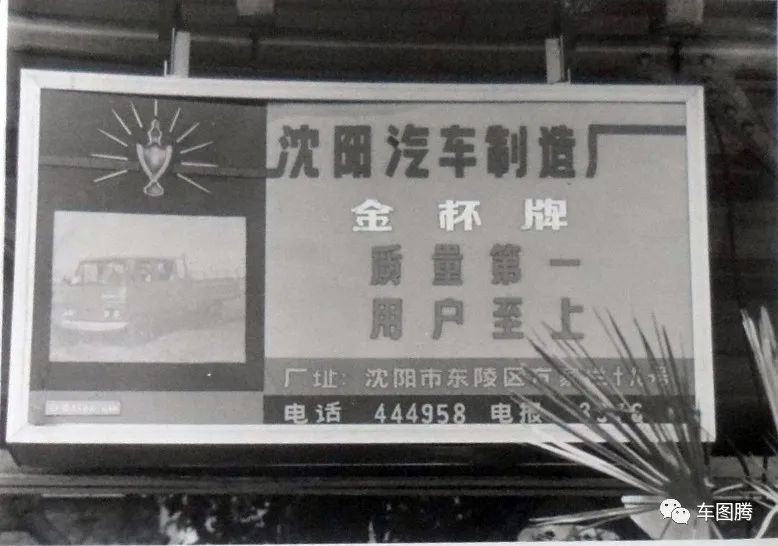 沈阳汽车制造厂
金杯牌
质量第一
用户至上
厂址：沈阳市东陵区
电话 444958 电报
车图腾